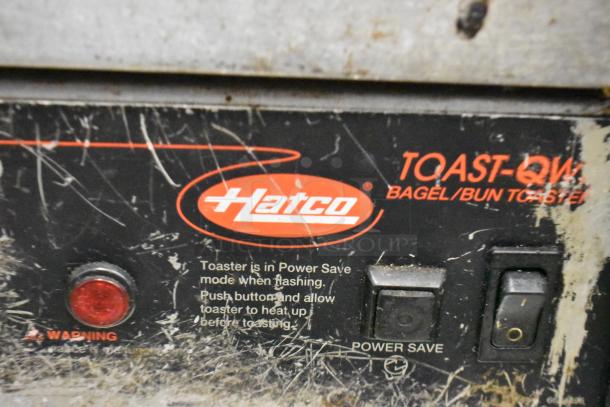 Hatco®
TOAST-QW
BAGEL/BUN TOASTER
Toaster is in Power Save
mode when flashing.
Push button and allow
toaster to heat up
before toasting.
WARNING
POWER SAVE